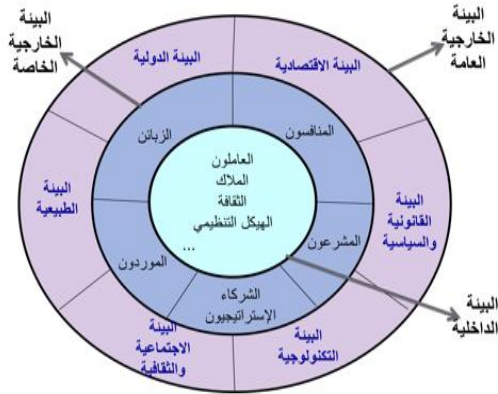 البيئة
الخارجية
العامة
البيئة
الخارجية
الخاصة
البيئة الاقتصادية
البيئة الدولية
المنافسون
الزبائن
العاملون
الملاك
الثقافة
الهيكل التنظيمي
...
البيئة
القانونية
والسياسية
البيئة
الطبيعية
المشرعون
الموردون
الشركاء
الإستراتيجيون
البيئة
الداخلية
البيئة
التكنولوجية
البيئة
الاجتماعية
والثقافية